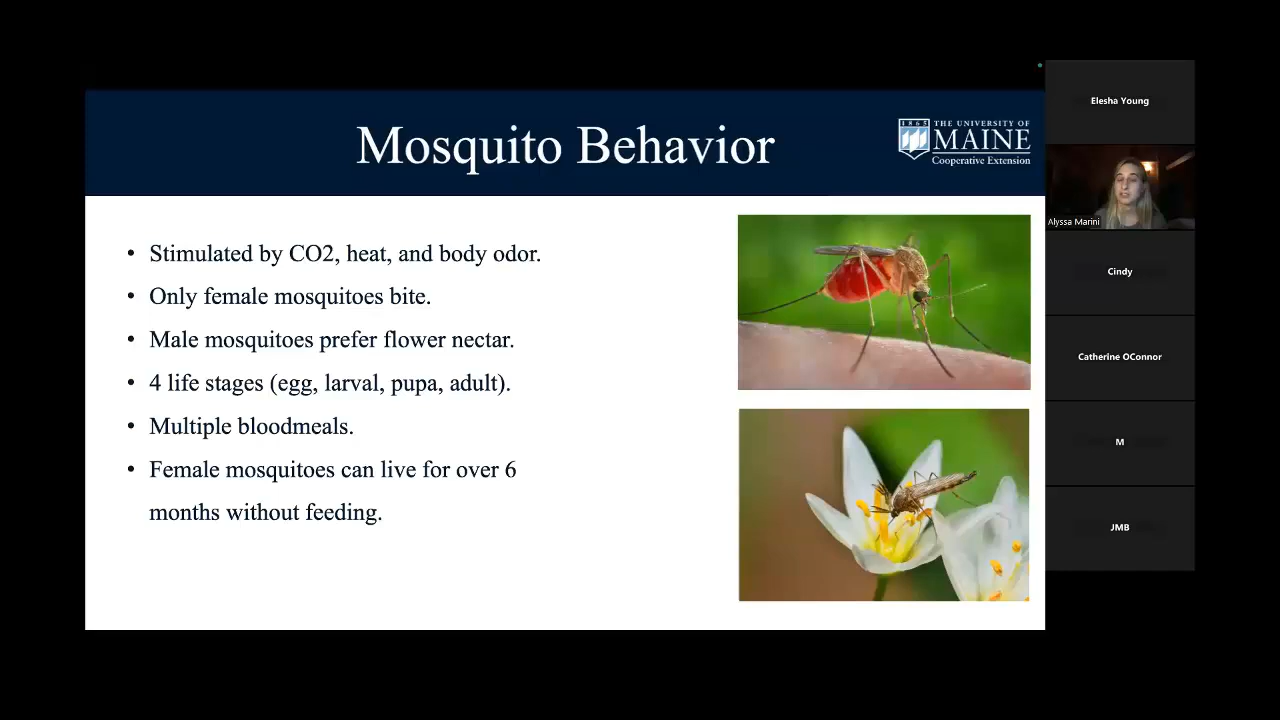 Mosquito Behavior
1865
THE UNIVERSITY OF
MAINE
Cooperative Extension
• Stimulated by CO2, heat, and body odor.
• Only female mosquitoes bite.
• Male mosquitoes prefer flower nectar.
• 4 life stages (egg, larval, pupa, adult).
• Multiple bloodmeals.
• Female mosquitoes can live for over 6
months without feeding.
Elesha Young
Alyssa Marini
Cindy
Catherine OConnor
M
JMB